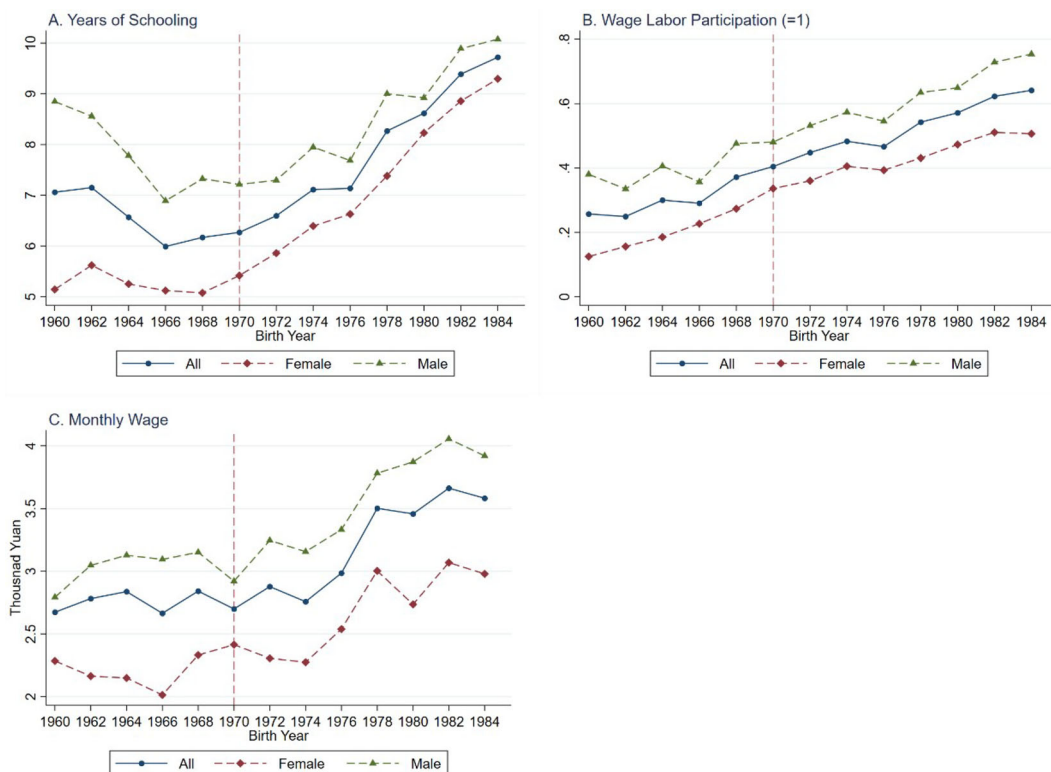 A. Years of Schooling
10
9
8
7
6
5
1960 1962 1964 1966 1968 1970 1972 1974 1976 1978 1980 1982 1984
Birth Year
All Female Male
B. Wage Labor Participation (=1)
.8
.6
.4
.2
0
1960 1962 1964 1966 1968 1970 1972 1974 1976 1978 1980 1982 1984
Birth Year
All Female Male
C. Monthly Wage
Thousnad Yuan
4
3.5
3
2.5
2
1960 1962 1964 1966 1968 1970 1972 1974 1976 1978 1980 1982 1984
Birth Year
All Female Male